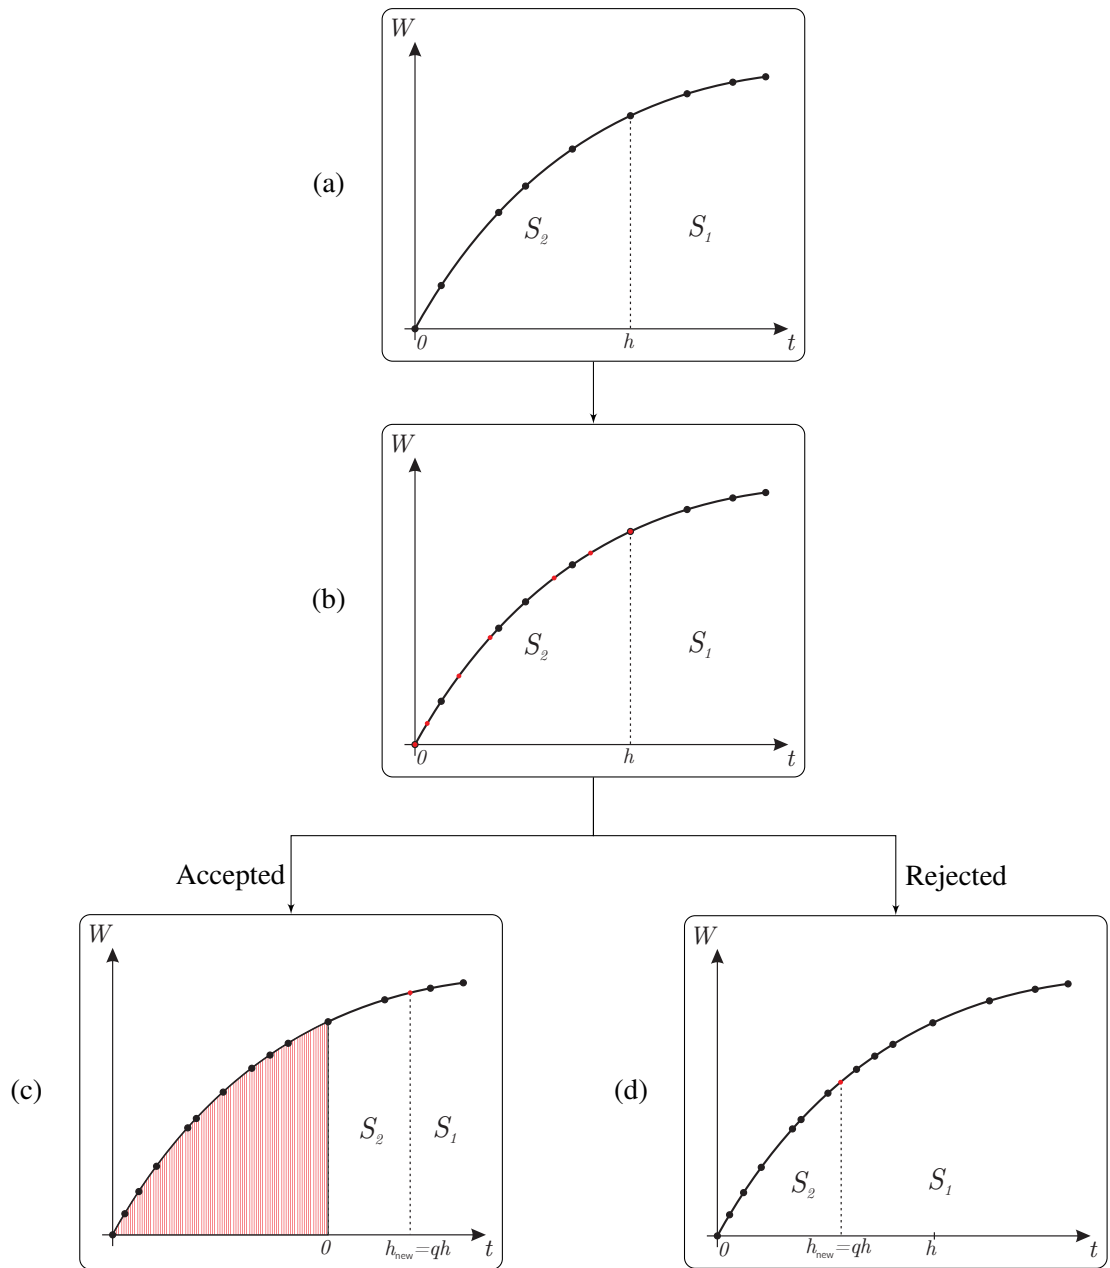 W
(a)
S₂
S₁
0
h
t
W
(b)
S₂
S₁
0
h
t
Accepted
Rejected
W
(c)
S₂
S₁
0
hₙₑw=qh
t
W
(d)
S₂
S₁
0
hₙₑw=qh
h
t